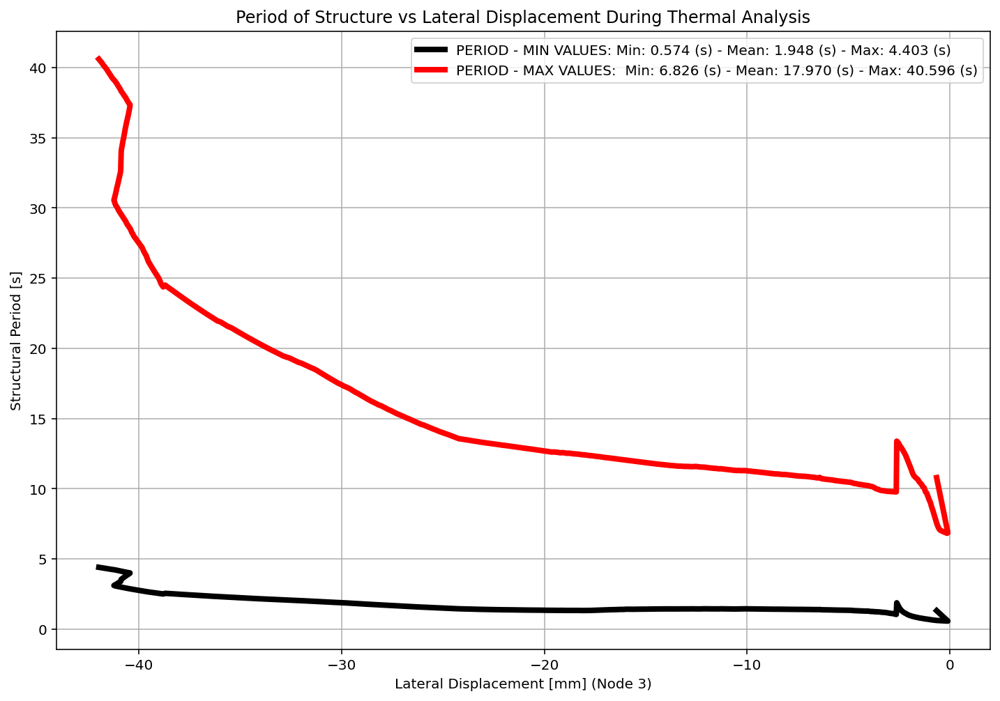 Period of Structure vs Lateral Displacement During Thermal Analysis
PERIOD - MIN VALUES: Min: 0.574 (s) - Mean: 1.948 (s) - Max: 4.403 (s)
PERIOD - MAX VALUES:  Min: 6.826 (s) - Mean: 17.970 (s) - Max: 40.596 (s)
Structural Period [s]
40
35
30
25
20
15
10
5
0
−40
−30
−20
−10
0
Lateral Displacement [mm] (Node 3)